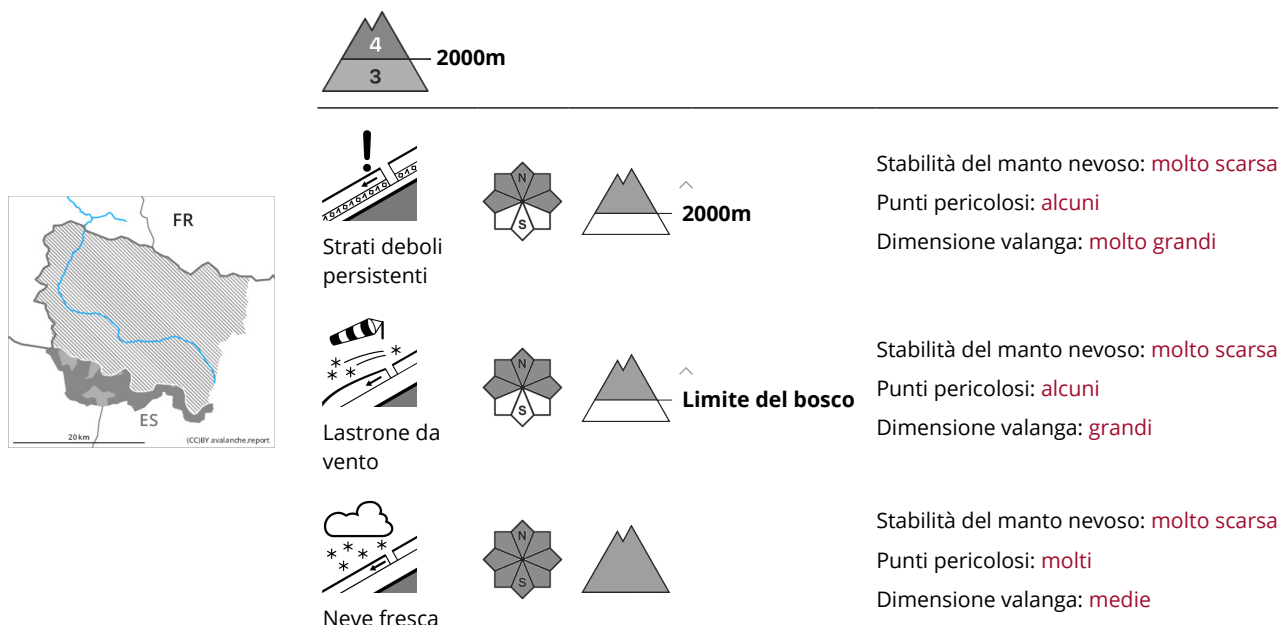 4
2000m
3
FR
ES
20 km
(CC)BY avalanche.report
N
S
2000m
Strati deboli
persistenti
Stabilità del manto nevoso: molto scarsa
Punti pericolosi: alcuni
Dimensione valanga: molto grandi
N
S
Limite del bosco
Lastrone da
vento
Stabilità del manto nevoso: molto scarsa
Punti pericolosi: alcuni
Dimensione valanga: grandi
N
S
Neve fresca
Stabilità del manto nevoso: molto scarsa
Punti pericolosi: molti
Dimensione valanga: medie